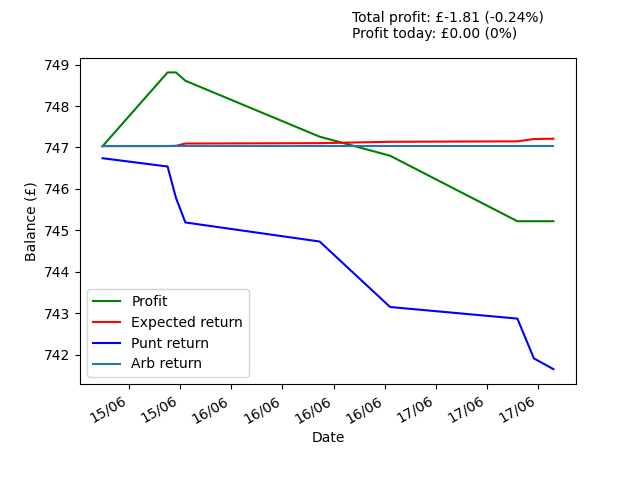 Total profit: £-1.81 (-0.24%)
Profit today: £0.00 (0%)
749
748
747
746
745
744
743
742
Balance (£)
Profit
Expected return
Punt return
Arb return
15/06
15/06
16/06
16/06
16/06
16/06
17/06
17/06
17/06
Date